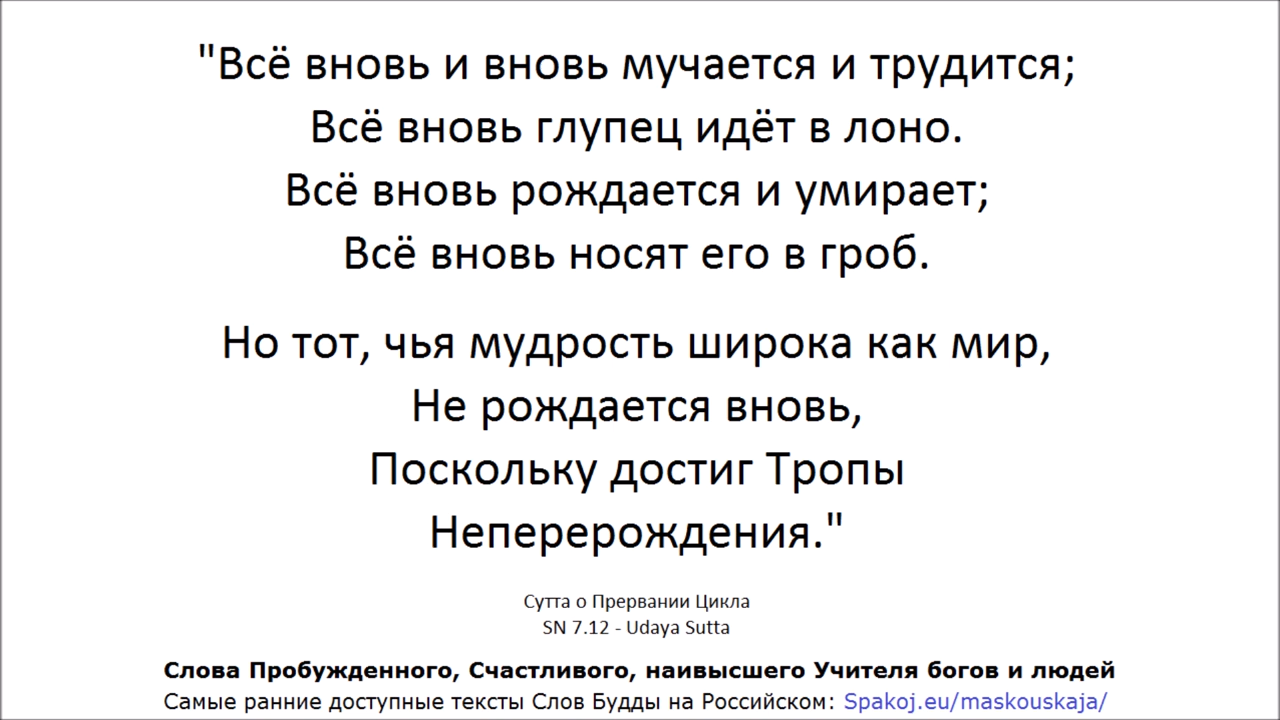 "Всё вновь и вновь мучается и трудится;
Всё вновь глупец идёт в лоно.
Всё вновь рождается и умирает;
Всё вновь носят его в гроб.
Но тот, чья мудрость широка как мир,
Не рождается вновь,
Поскольку достиг Тропы
Неперерождения."
Сутта о Прервании Цикла
SN 7.12 - Udaya Sutta
Слова Пробужденного, Счастливого, наивысшего Учителя богов и людей
Самые ранние доступные тексты Слов Будды на Российском: Spakoj.eu/maskouskaja/